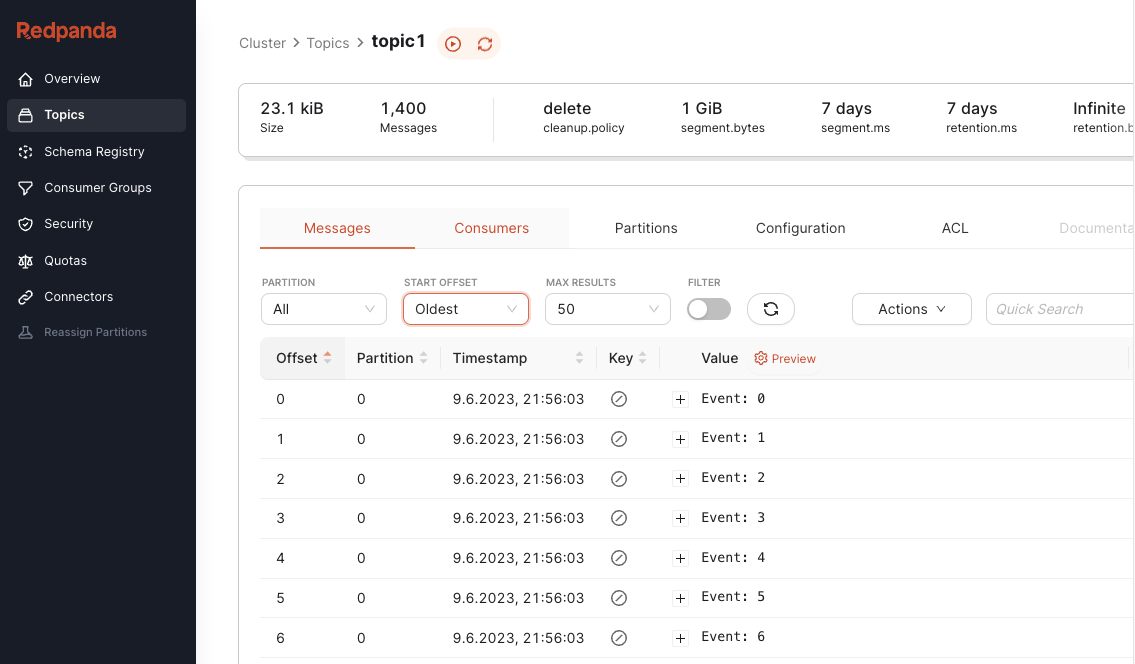 Redpanda
Overview
Topics
Schema Registry
Consumer Groups
Security
Quotas
Connectors
Reassign Partitions
Cluster > Topics > topic1
23.1 kiB 1,400 delete 1 GiB 7 days 7 days Infinite
Size Messages cleanup.policy segment.bytes segment.ms retention.ms retention.b
Messages Consumers Partitions Configuration ACL Documenta
PARTITION START OFFSET MAX RESULTS FILTER
All Oldest 50 Actions Quick Search
Offset Partition Timestamp Key Value Preview
0 0 9.6.2023, 21:56:03 + Event: 0
1 0 9.6.2023, 21:56:03 + Event: 1
2 0 9.6.2023, 21:56:03 + Event: 2
3 0 9.6.2023, 21:56:03 + Event: 3
4 0 9.6.2023, 21:56:03 + Event: 4
5 0 9.6.2023, 21:56:03 + Event: 5
6 0 9.6.2023, 21:56:03 + Event: 6